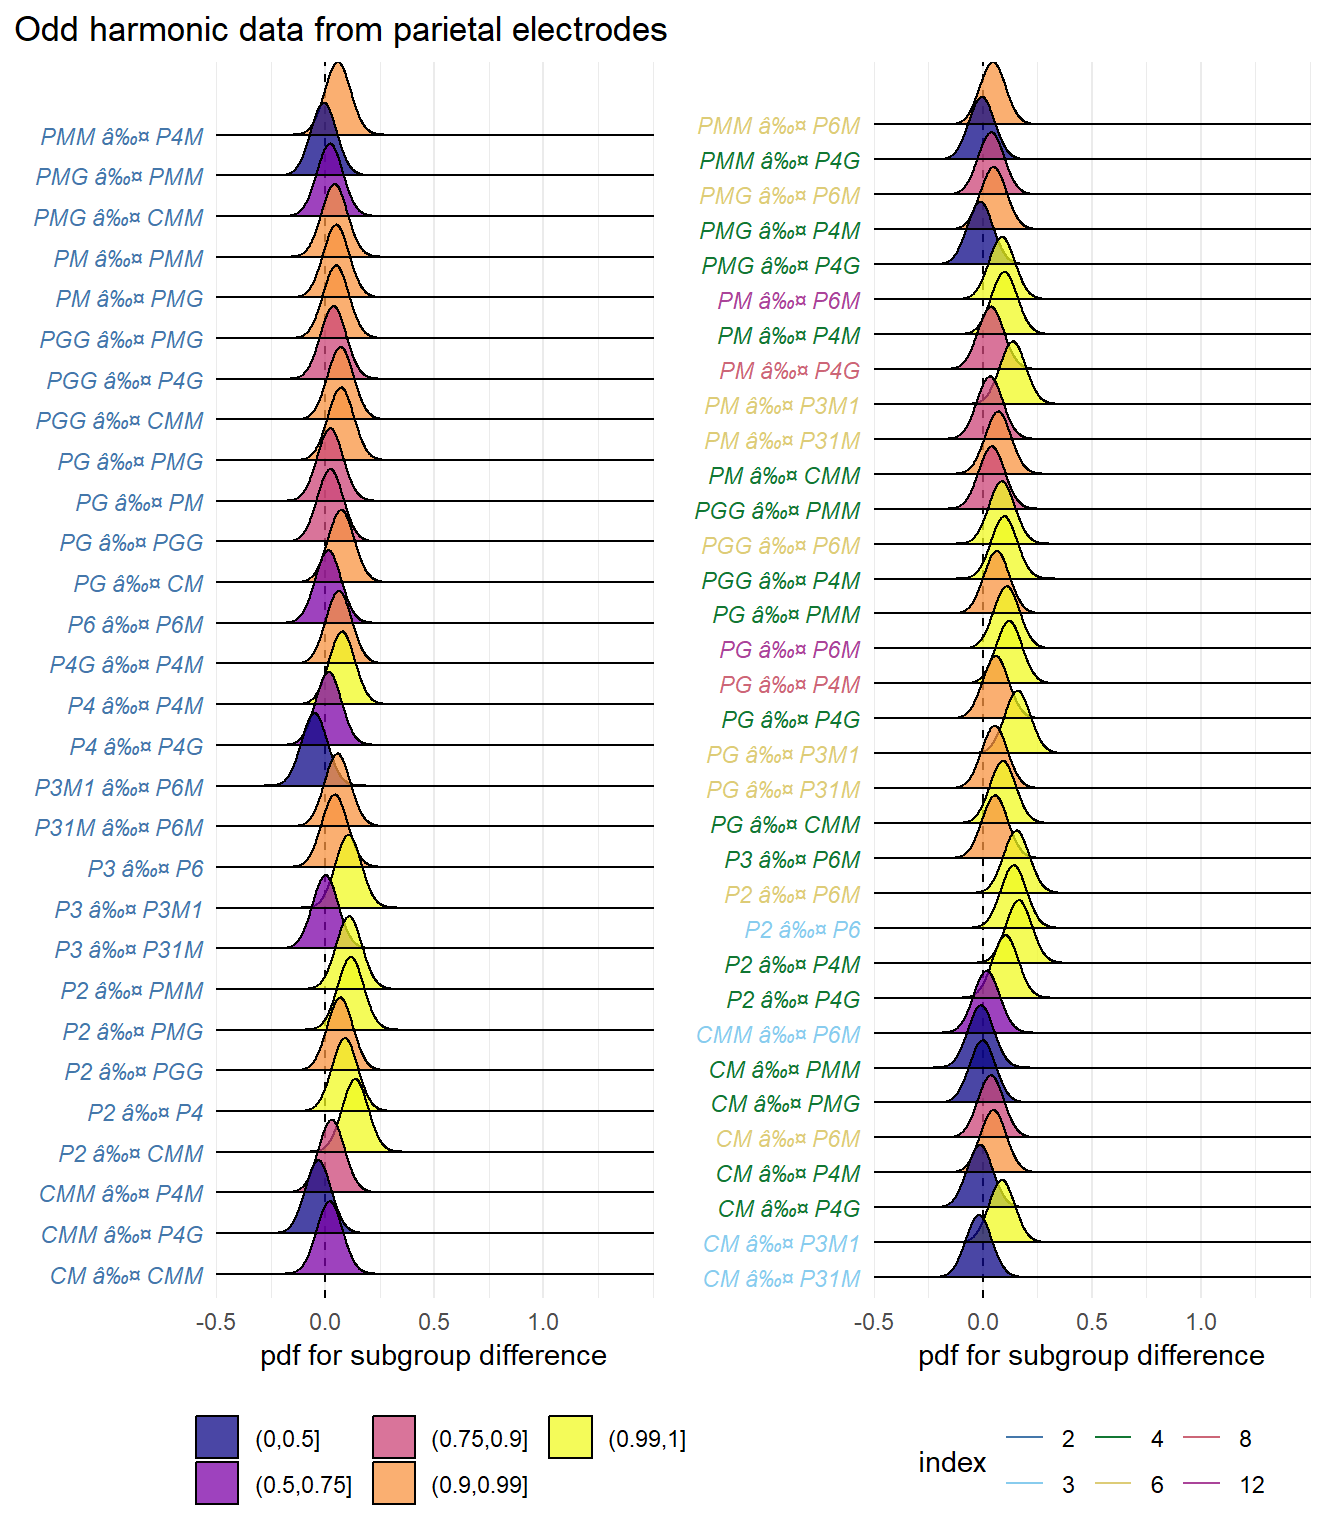 Odd harmonic data from parietal electrodes
PMM â‰¤ P4M
PMG â‰¤ PMM
PMG â‰¤ CMM
PM â‰¤ PMM
PM â‰¤ PMG
PGG â‰¤ PMG
PGG â‰¤ P4G
PGG â‰¤ CMM
PG â‰¤ PMG
PG â‰¤ PM
PG â‰¤ PGG
PG â‰¤ CM
P6 â‰¤ P6M
P4G â‰¤ P4M
P4 â‰¤ P4M
P4 â‰¤ P4G
P3M1 â‰¤ P6M
P31M â‰¤ P6M
P3 â‰¤ P6
P3 â‰¤ P3M1
P3 â‰¤ P31M
P2 â‰¤ PMM
P2 â‰¤ PMG
P2 â‰¤ PGG
P2 â‰¤ P4
P2 â‰¤ CMM
CMM â‰¤ P4M
CMM â‰¤ P4G
CM â‰¤ CMM
-0.5 0.0 0.5 1.0
pdf for subgroup difference
PMM â‰¤ P6M
PMM â‰¤ P4G
PMG â‰¤ P6M
PMG â‰¤ P4M
PMG â‰¤ P4G
PM â‰¤ P6M
PM â‰¤ P4M
PM â‰¤ P4G
PM â‰¤ P3M1
PM â‰¤ P31M
PM â‰¤ CMM
PGG â‰¤ PMM
PGG â‰¤ P6M
PGG â‰¤ P4M
PG â‰¤ PMM
PG â‰¤ P6M
PG â‰¤ P4M
PG â‰¤ P4G
PG â‰¤ P3M1
PG â‰¤ P31M
PG â‰¤ CMM
P3 â‰¤ P6M
P2 â‰¤ P6M
P2 â‰¤ P6
P2 â‰¤ P4M
P2 â‰¤ P4G
CMM â‰¤ P6M
CM â‰¤ PMM
CM â‰¤ PMG
CM â‰¤ P6M
CM â‰¤ P4M
CM â‰¤ P4G
CM â‰¤ P3M1
CM â‰¤ P31M
-0.5 0.0 0.5 1.0
pdf for subgroup difference
(0,0.5] (0.75,0.9] (0.99,1]
(0.5,0.75] (0.9,0.99]
index
2 4 8
3 6 12